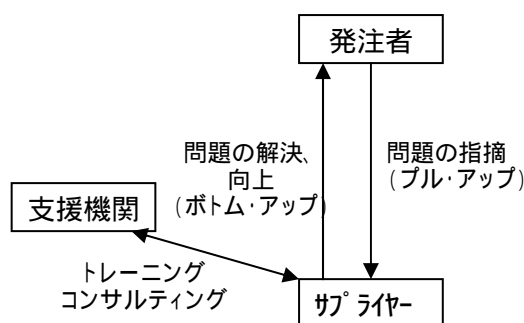 発注者
問題の解決、
向上
(ボトム・アップ)
問題の指摘
(プル・アップ)
支援機関
トレーニング
コンサルティング
ｻﾌﾟﾗｲﾔｰ